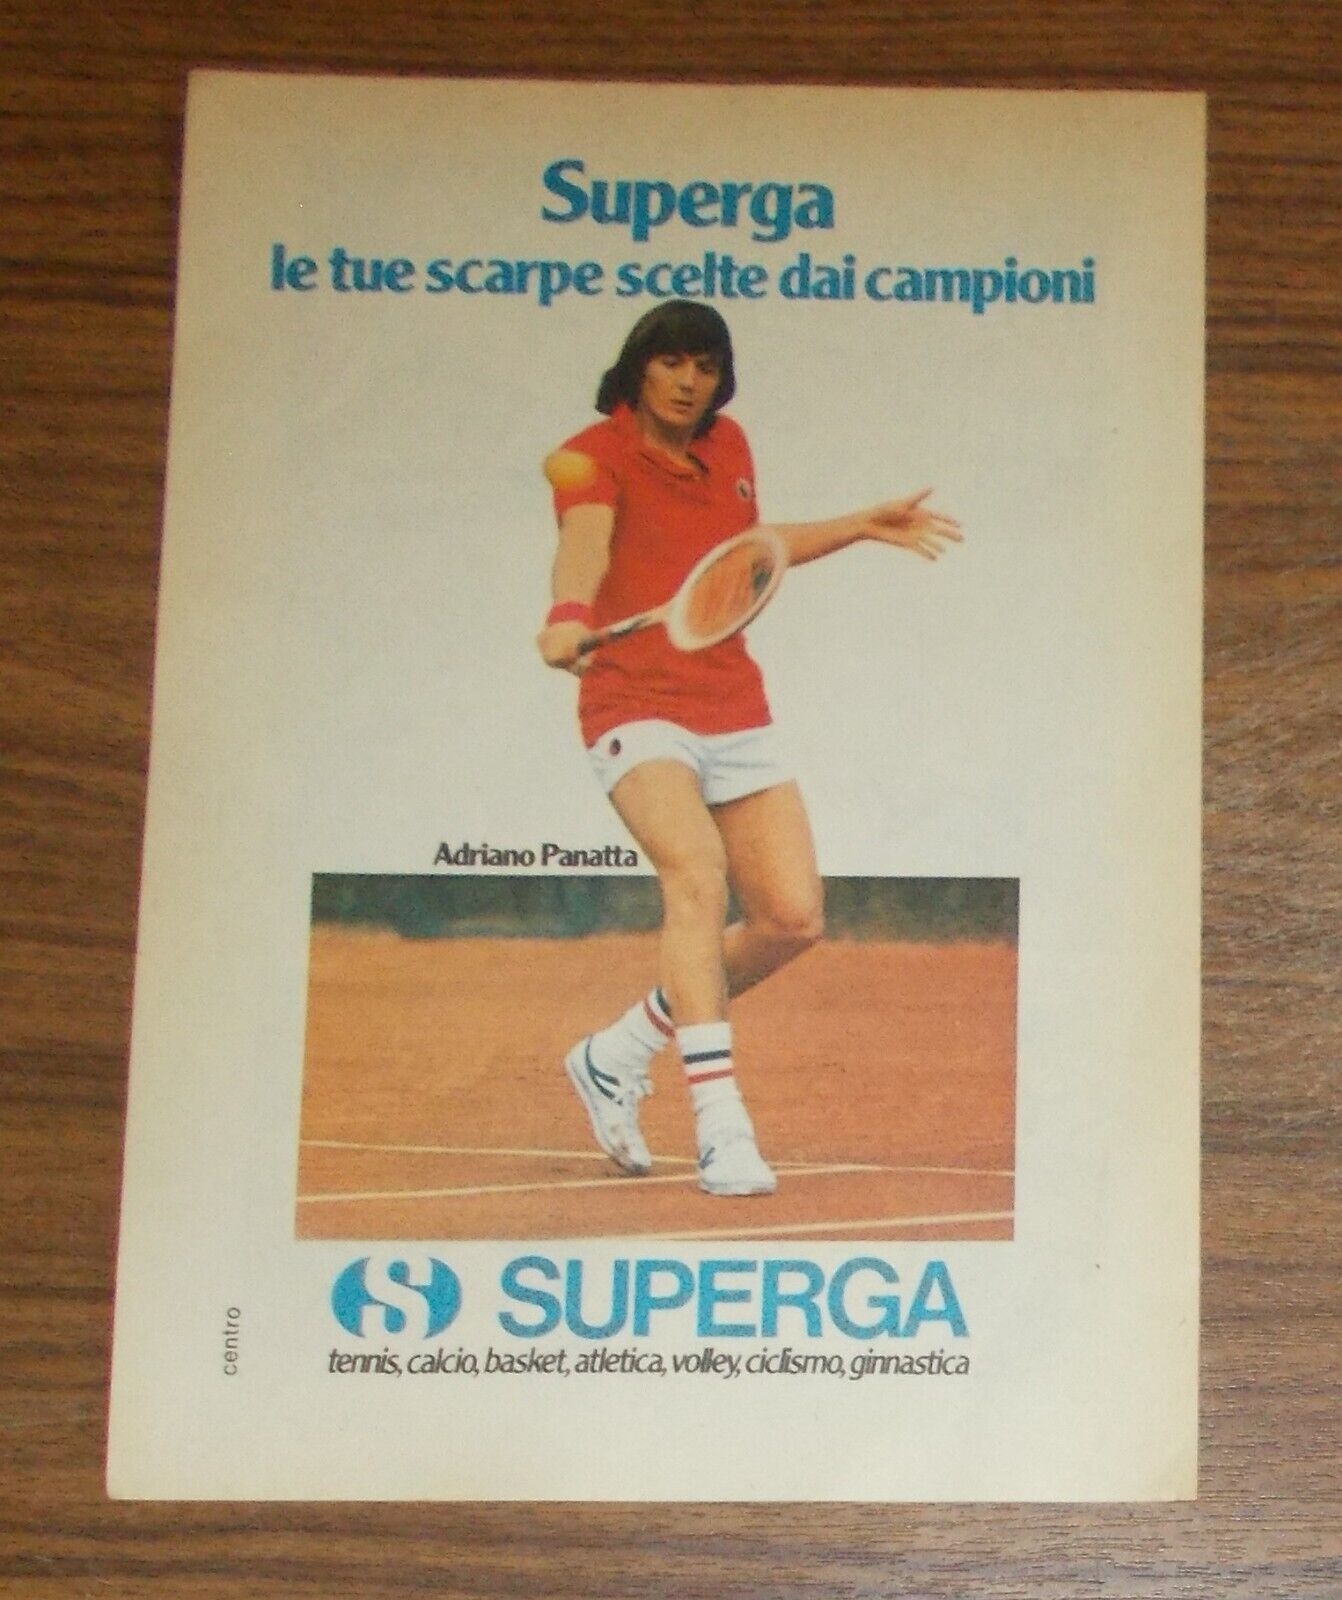 Superga
le tue scarpe scelte dai campioni
Adriano Panatta
S SUPERGA
tennis, calcio, basket, atletica, volley, ciclismo, ginnastica
centro